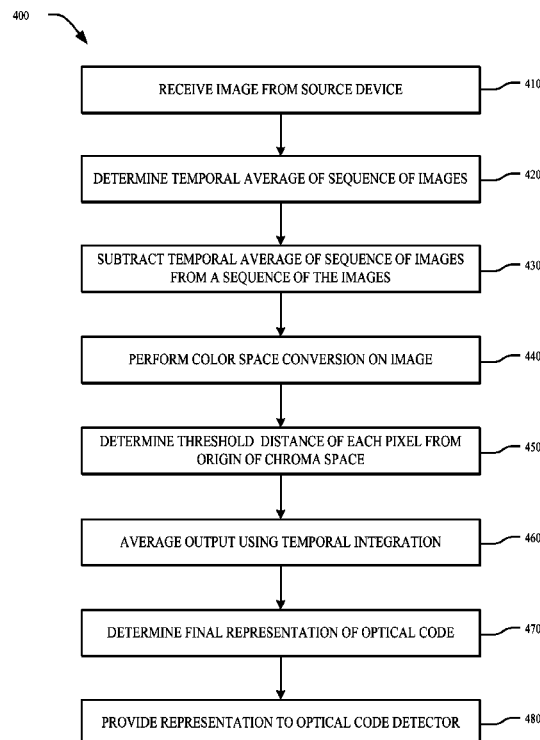 400
RECEIVE IMAGE FROM SOURCE DEVICE
410
DETERMINE TEMPORAL AVERAGE OF SEQUENCE OF IMAGES
420
SUBTRACT TEMPORAL AVERAGE OF SEQUENCE OF IMAGES
FROM A SEQUENCE OF THE IMAGES
430
PERFORM COLOR SPACE CONVERSION ON IMAGE
440
DETERMINE THRESHOLD DISTANCE OF EACH PIXEL FROM
ORIGIN OF CHROMA SPACE
450
AVERAGE OUTPUT USING TEMPORAL INTEGRATION
460
DETERMINE FINAL REPRESENTATION OF OPTICAL CODE
470
PROVIDE REPRESENTATION TO OPTICAL CODE DETECTOR
480